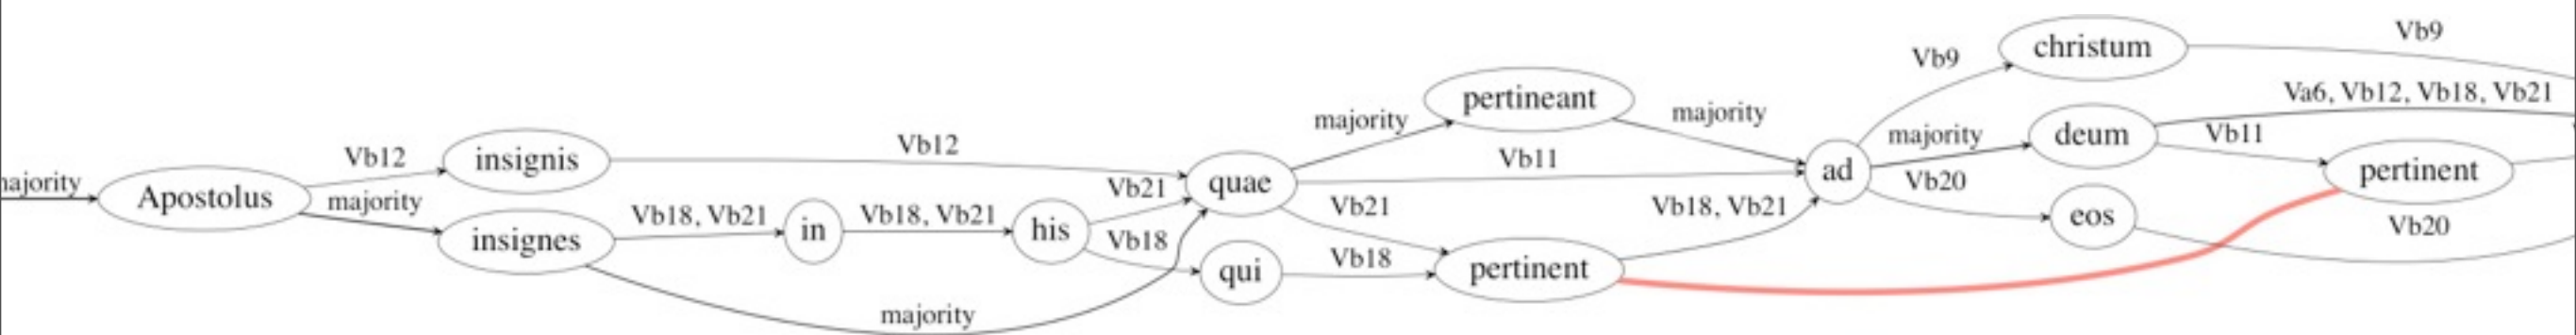 majority
Apostolus
Vb12
majority
insignis
insignes
Vb12
Vb18, Vb21
in
Vb18, Vb21
his
Vb21
Vb18
majority
quae
qui
majority
Vb11
Vb21
Vb18
pertineant
pertinent
majority
Vb18, Vb21
ad
Vb9
majority
Vb20
christum
deum
eos
Vb9
Va6, Vb12, Vb18, Vb21
Vb11
pertinent
Vb20